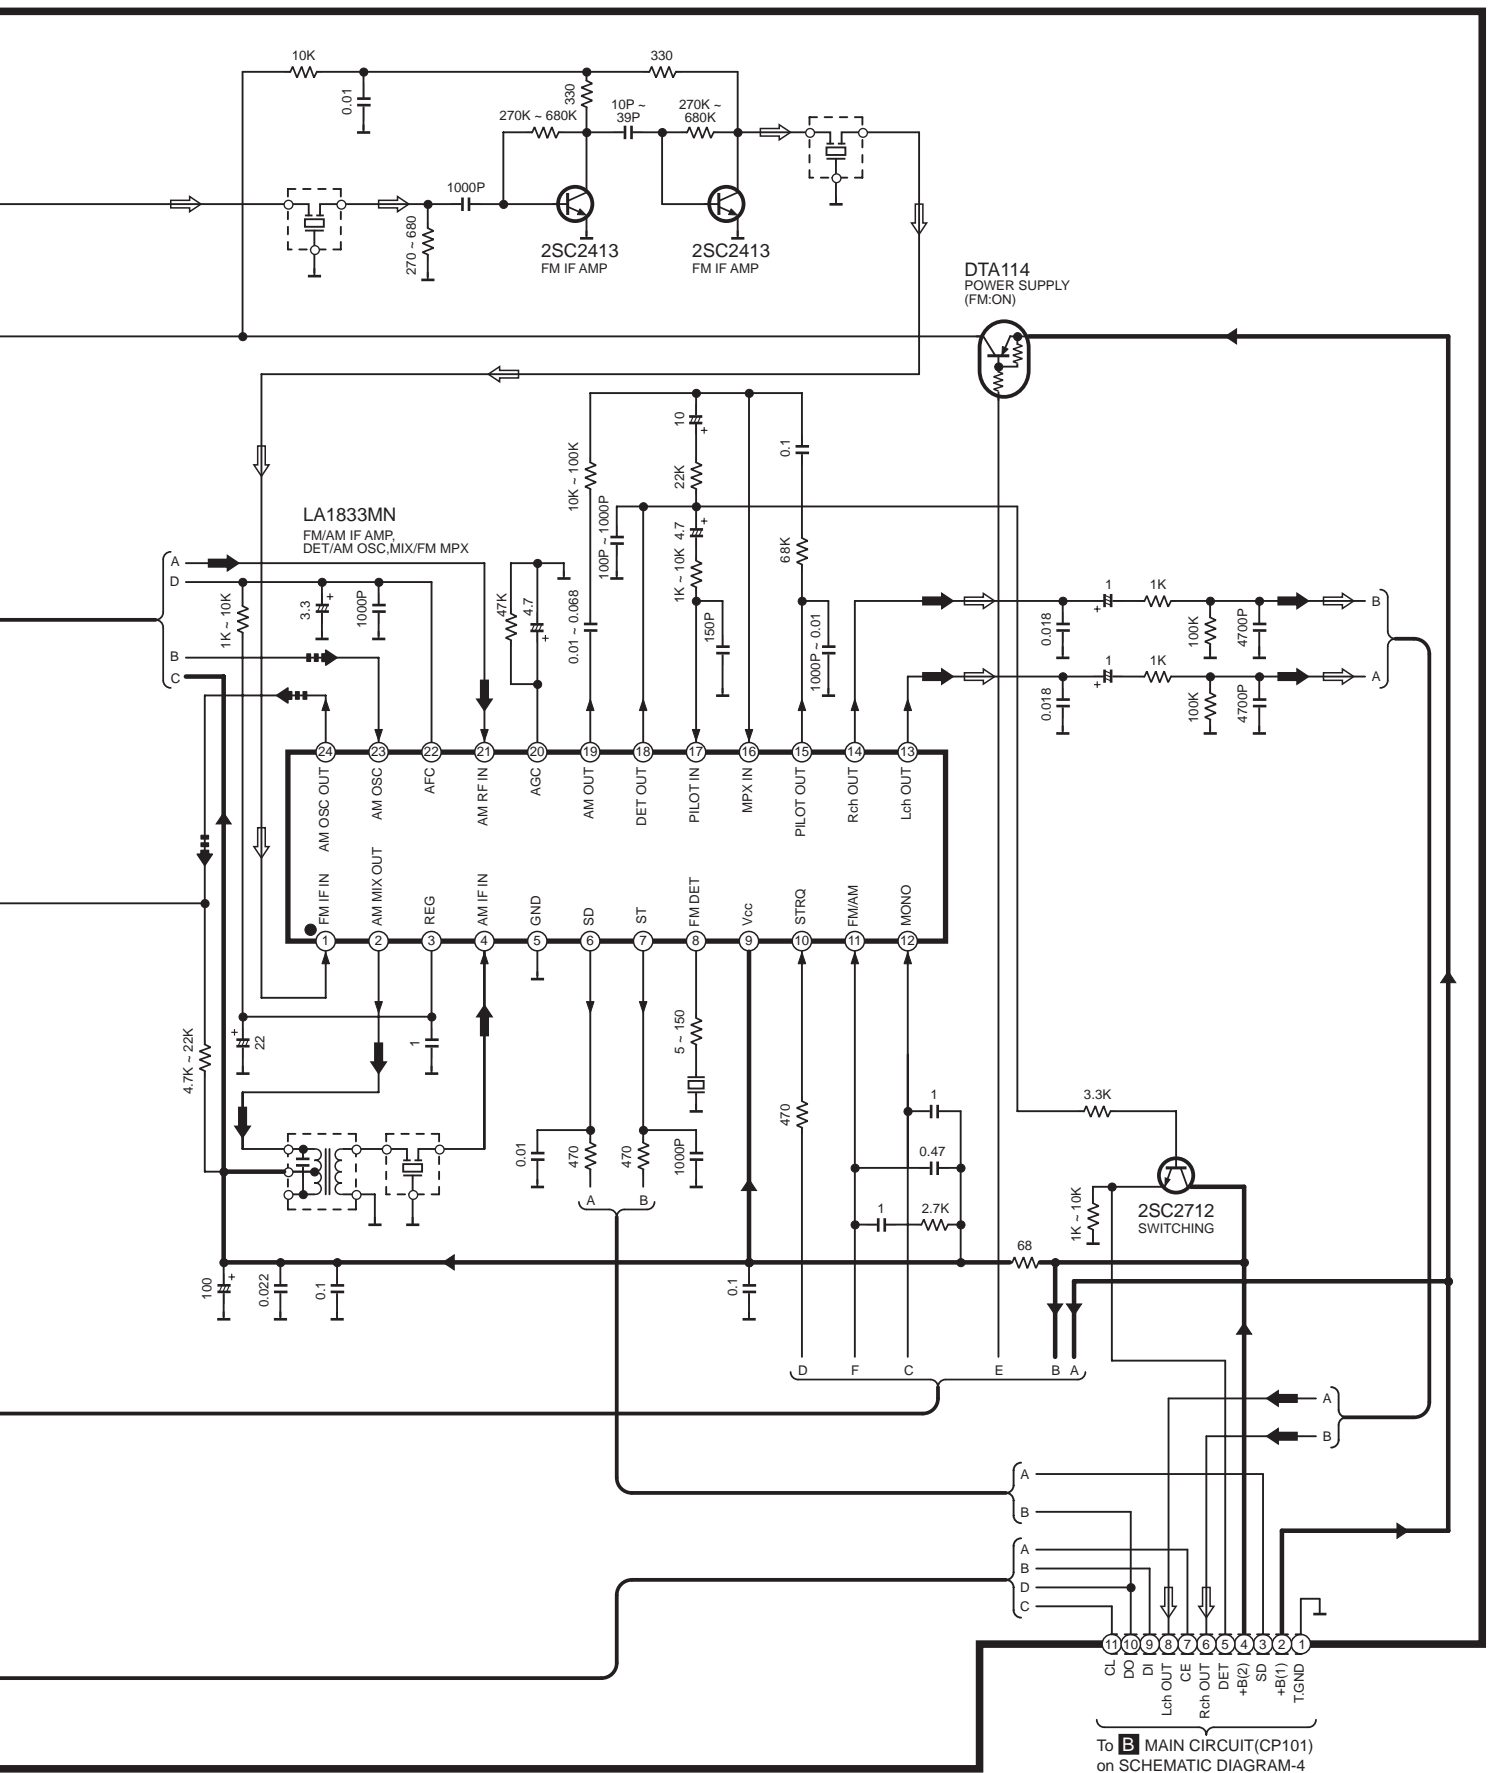 10K
330
0.01
330
270K ~ 680K
10P ~
39P
270K ~
680K
1000P
270 ~ 680
2SC2413
FM IF AMP
2SC2413
FM IF AMP
DTA114
POWER SUPPLY
(FM:ON)
10
0.1
10K ~ 100K
22K
LA1833MN
FM/AM IF AMP,
DET/AM OSC,MIX/FM MPX
100P ~ 1000P
4.7
68K
A
D
1K ~ 10K
3.3
1000P
47K
4.7
0.01 ~ 0.068
1K ~ 10K
150P
1000P ~ 0.01
1
1K
B
0.018
100K
4700P
B
C
1
1K
A
0.018
100K
4700P
24 23 22 21 20 19 18 17 16 15 14 13
AM OSC OUT
AM OSC
AFC
AM RF IN
AGC
AM OUT
DET OUT
PILOT IN
MPX IN
PILOT OUT
Rch OUT
Lch OUT
FM IF IN
AM MIX OUT
REG
AM IF IN
GND
SD
ST
FM DET
Vcc
STRQ
FM/AM
MONO
1 2 3 4 5 6 7 8 9 10 11 12
4.7K ~ 22K
+
22
1
5 ~ 150
470
1
3.3K
0.01
470
470
1000P
0.47
A
B
1
2.7K
1K ~ 10K
2SC2712
SWITCHING
68
100
+
0.022
0.1
0.1
D
F
C
E
B
A
A
B
A
B
A
B
D
C
11 10 9 8 7 6 5 4 3 2 1
CL
DO
DI
Lch OUT
CE
Rch OUT
DET
+B(2)
SD
+B(1)
T.GND
To B MAIN CIRCUIT(CP101)
on SCHEMATIC DIAGRAM-4